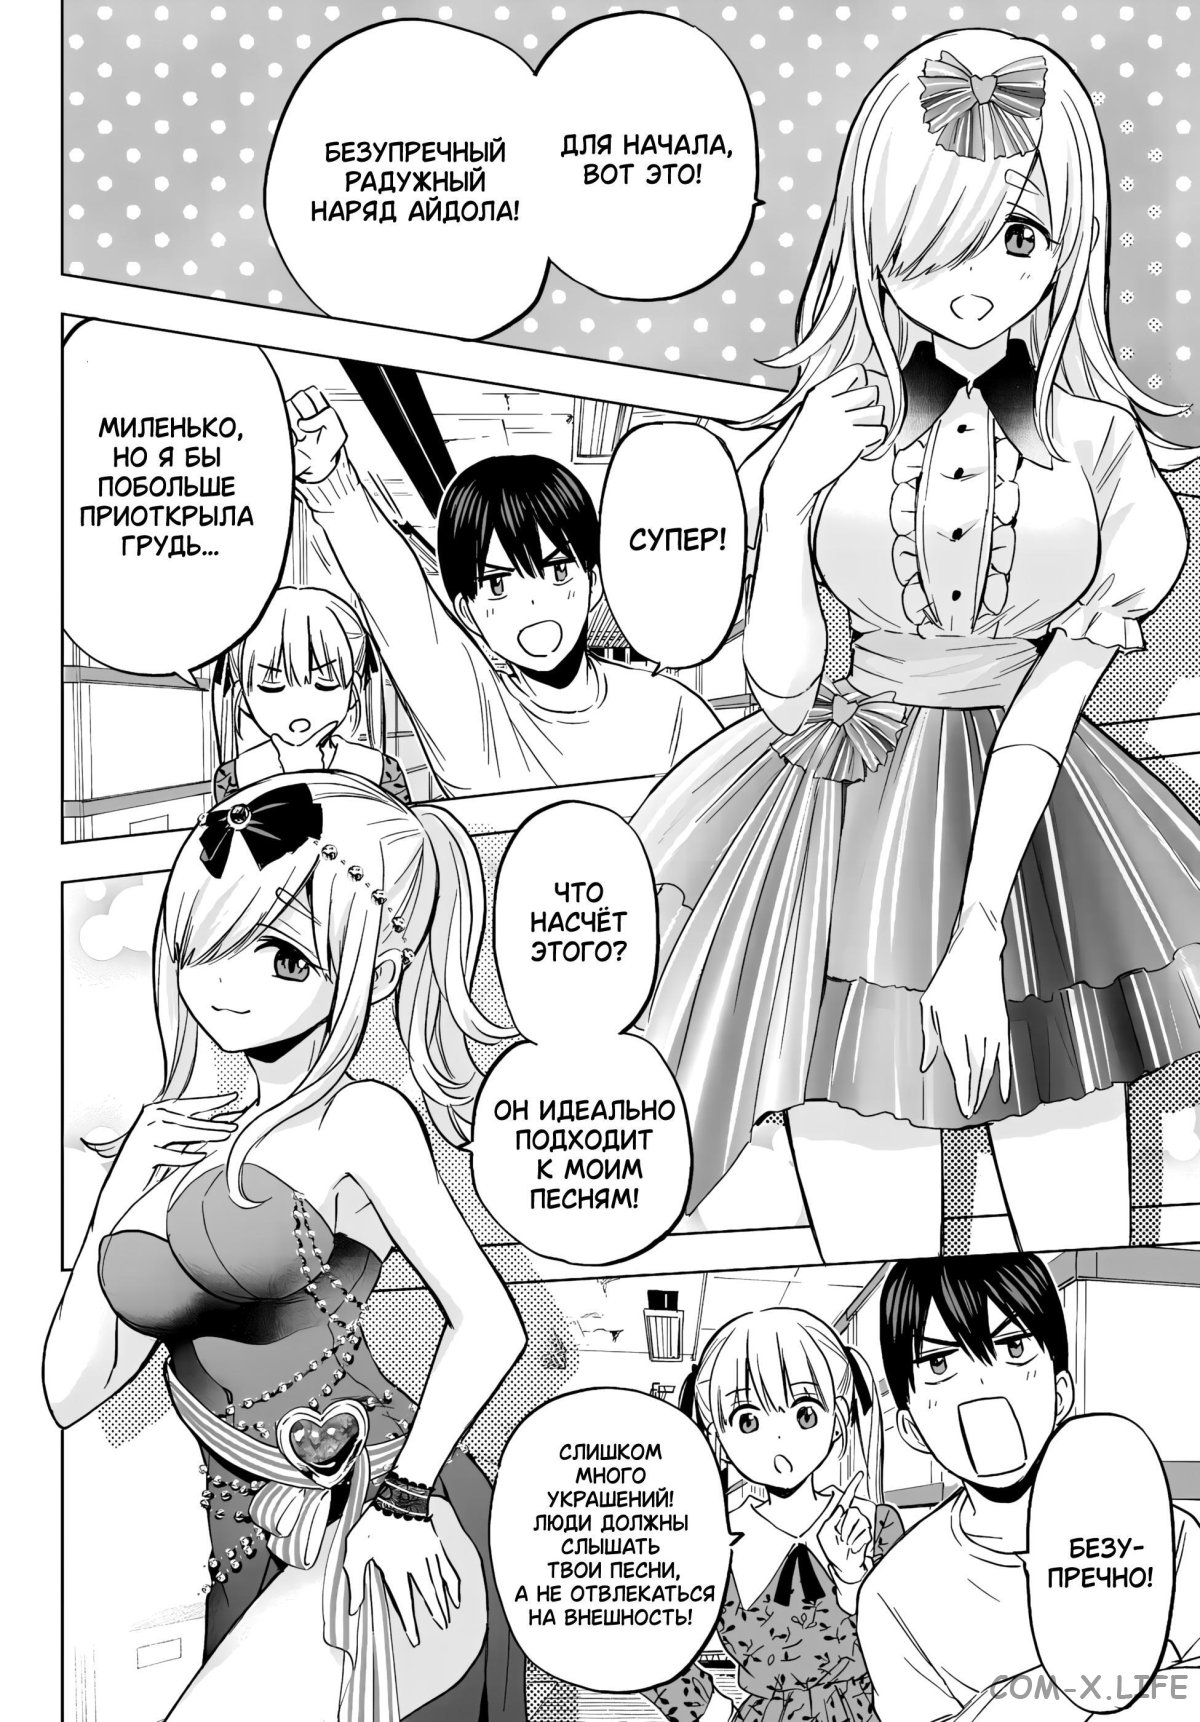 ДЛЯ НАЧАЛА,
ВОТ ЭТО!
БЕЗУПРЕЧНЫЙ
РАДУЖНЫЙ
НАРЯД АЙДОЛА!
СУПЕР!
МИЛЕНЬКО,
НО Я БЫ
ПОБОЛЬШЕ
ПРИОТКРЫЛА
ГРУДЬ...
ЧТО
НАСЧЁТ
ЭТОГО?
ОН ИДЕАЛЬНО
ПОДХОДИТ
К МОИМ
ПЕСНЯМ!
БЕЗУ-
ПРЕЧНО!
СЛИШКОМ
МНОГО
УКРАШЕНИЙ!
ЛЮДИ ДОЛЖНЫ
СЛЫШАТЬ
ТВОИ ПЕСНИ,
А НЕ ОТВЛЕКАТЬСЯ
НА ВНЕШНОСТЬ!
COM-X.LIFE